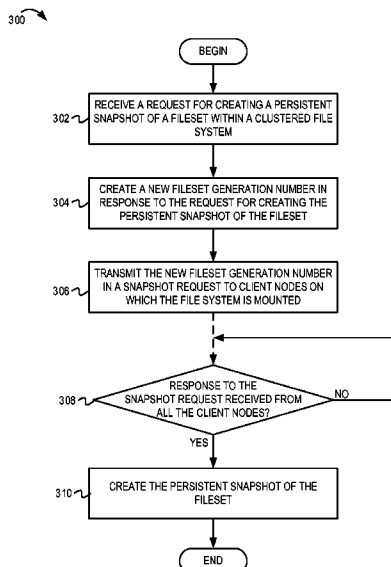 300
BEGIN
302
RECEIVE A REQUEST FOR CREATING A PERSISTENT
SNAPSHOT OF A FILESET WITHIN A CLUSTERED FILE
SYSTEM
304
CREATE A NEW FILESET GENERATION NUMBER IN
RESPONSE TO THE REQUEST FOR CREATING THE
PERSISTENT SNAPSHOT OF THE FILESET
306
TRANSMIT THE NEW FILESET GENERATION NUMBER
IN A SNAPSHOT REQUEST TO CLIENT NODES ON
WHICH THE FILE SYSTEM IS MOUNTED
308
RESPONSE TO THE
SNAPSHOT REQUEST RECEIVED FROM
ALL THE CLIENT NODES?
NO
YES
310
CREATE THE PERSISTENT SNAPSHOT OF THE
FILESET
END